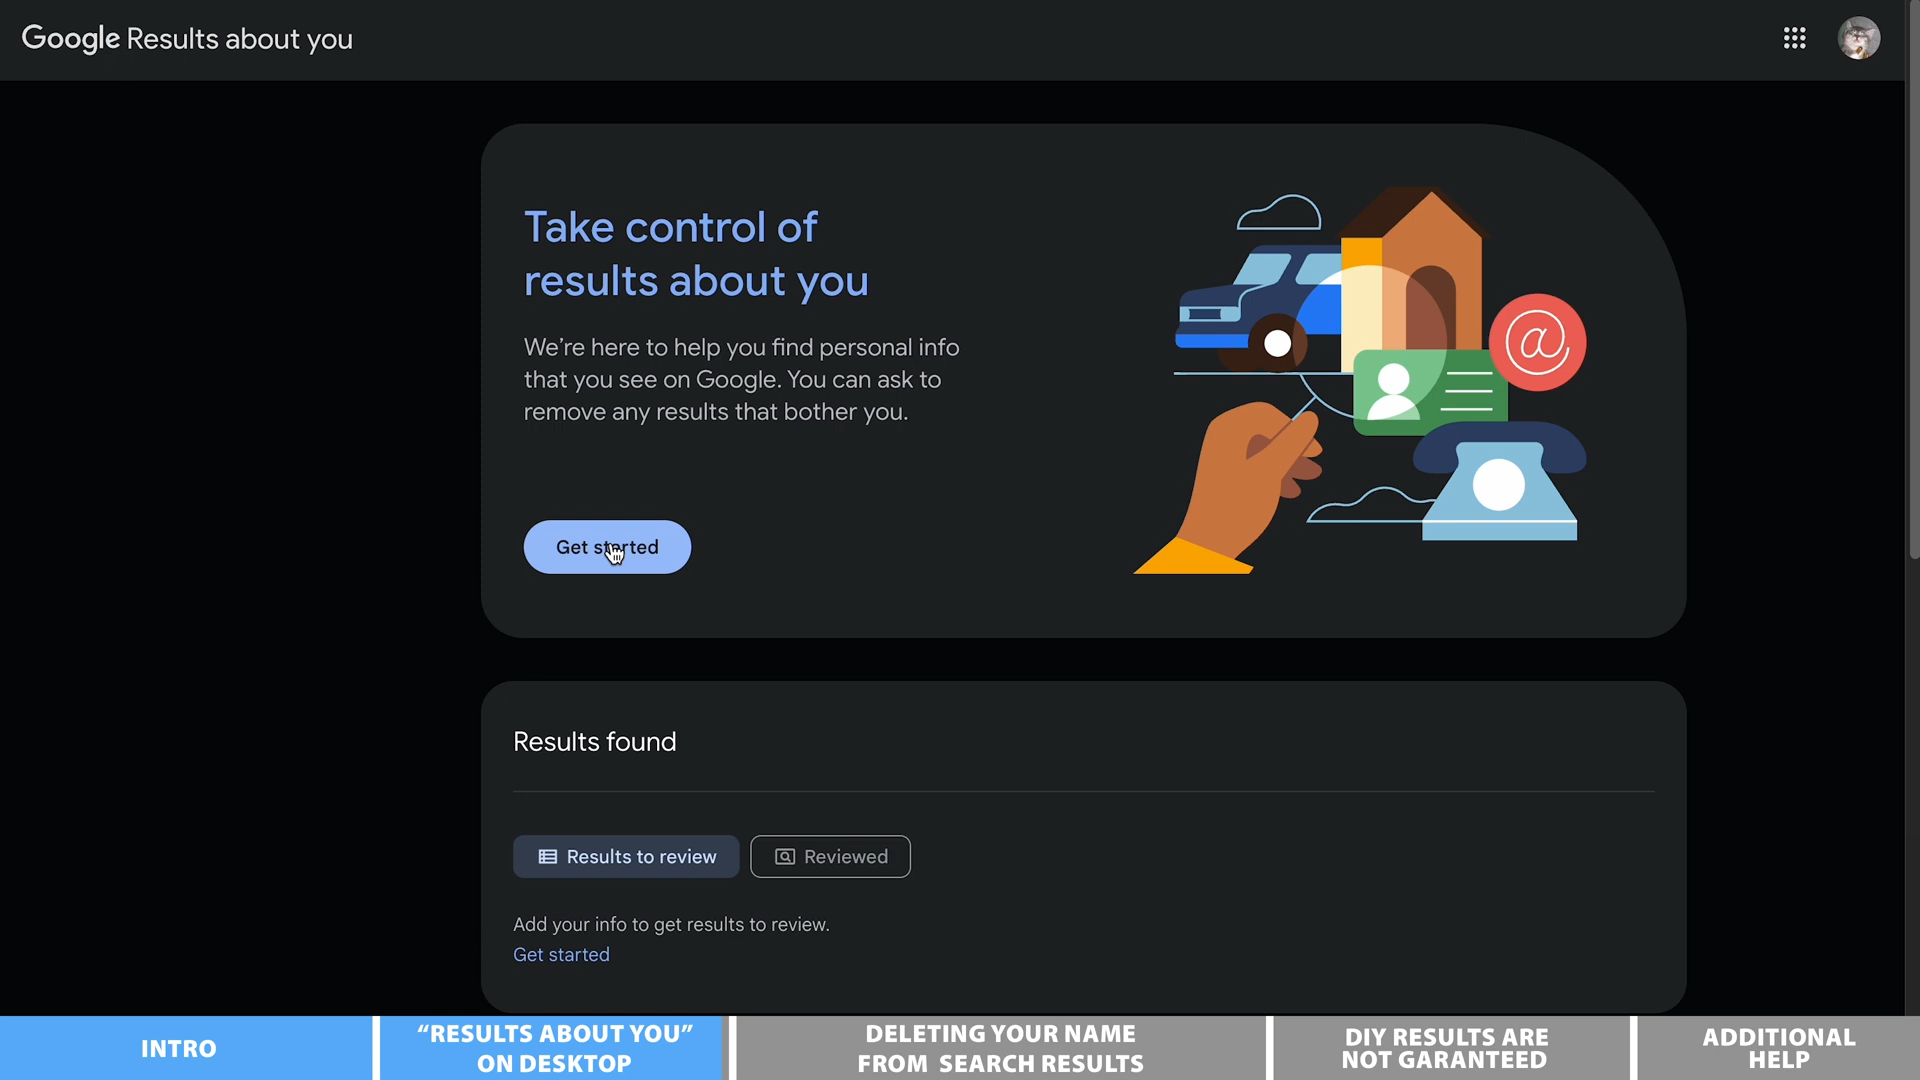 Google Results about you
Take control of
results about you
We're here to help you find personal info
that you see on Google. You can ask to
remove any results that bother you.
@
Get started
Results found
Results to review
Reviewed
Add your info to get results to review.
Get started
INTRO
“RESULTS ABOUT YOU”
ON DESKTOP
DELETING YOUR NAME
FROM SEARCH RESULTS
DIY RESULTS ARE
NOT GARANTEED
ADDITIONAL
HELP